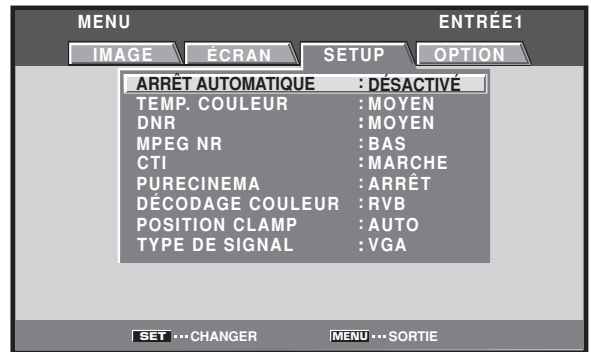 MENU ENTRÉE1
IMAGE ÉCRAN SETUP OPTION
ARRÊT AUTOMATIQUE : DÉSACTIVÉ
TEMP. COULEUR : MOYEN
DNR : MOYEN
MPEG NR : BAS
CTI : MARCHE
PURECINEMA : ARRÊT
DÉCODAGE COULEUR : RVB
POSITION CLAMP : AUTO
TYPE DE SIGNAL : VGA
SET ··· CHANGER MENU ··· SORTIE